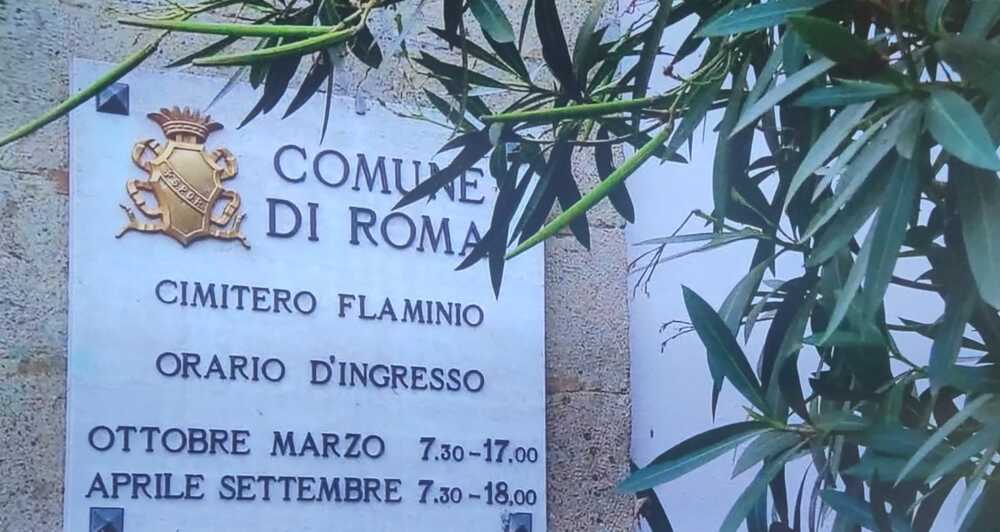 S.P.Q.R.
COMUNE
DI ROMA
CIMITERO FLAMINIO
ORARIO D'INGRESSO
OTTOBRE MARZO 7.30-17.00
APRILE SETTEMBRE 7.30-18.00